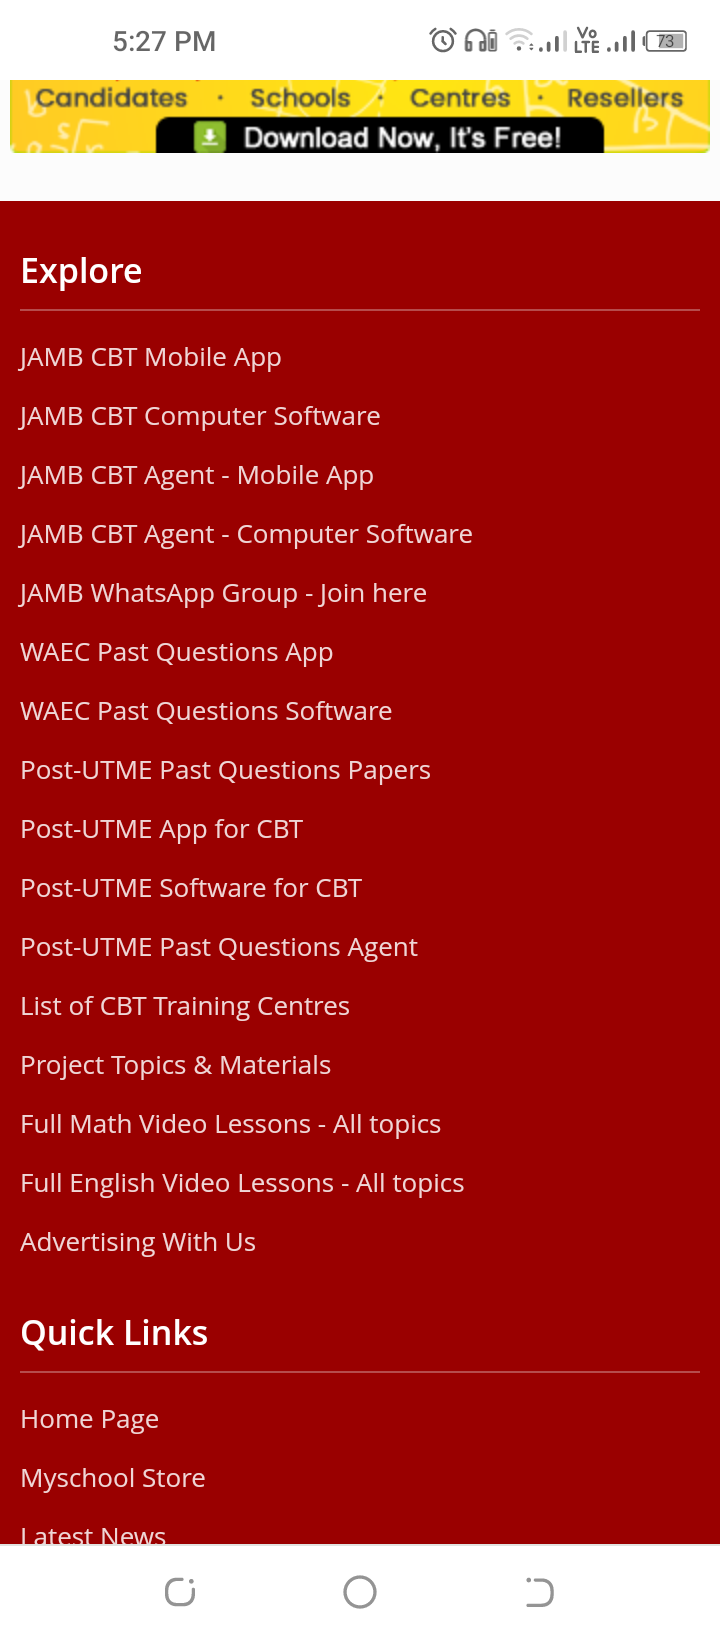 5:27 PM
Vo
LTE
73
Candidates · Schools · Centres · Resellers
Download Now, It's Free!
Explore
JAMB CBT Mobile App
JAMB CBT Computer Software
JAMB CBT Agent - Mobile App
JAMB CBT Agent - Computer Software
JAMB WhatsApp Group - Join here
WAEC Past Questions App
WAEC Past Questions Software
Post-UTME Past Questions Papers
Post-UTME App for CBT
Post-UTME Software for CBT
Post-UTME Past Questions Agent
List of CBT Training Centres
Project Topics & Materials
Full Math Video Lessons - All topics
Full English Video Lessons - All topics
Advertising With Us
Quick Links
Home Page
Myschool Store
Latest News